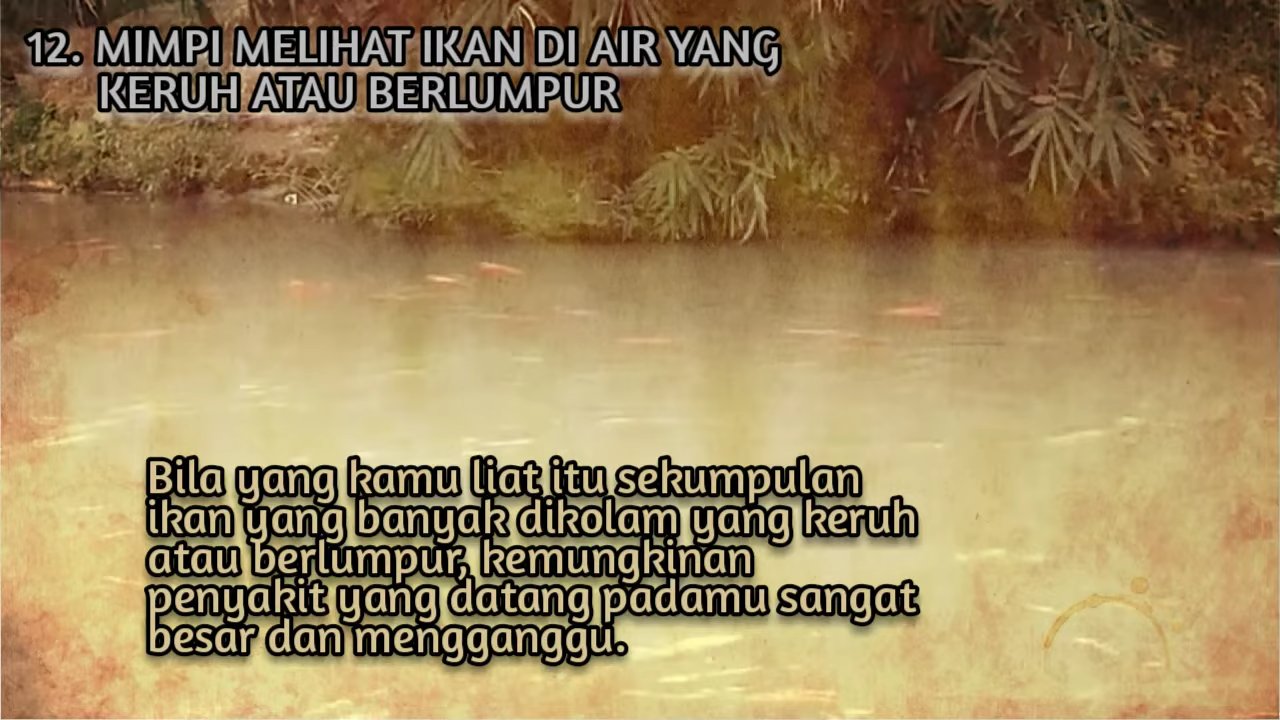 12. MIMPI MELIHAT IKAN DI AIR YANG
KERUH ATAU BERLUMPUR
Bila yang kamu liat itu sekumpulan
ikan yang banyak dikolam yang keruh
atau berlumpur, kemungkinan
penyakit yang datang padamu sangat
besar dan mengganggu.